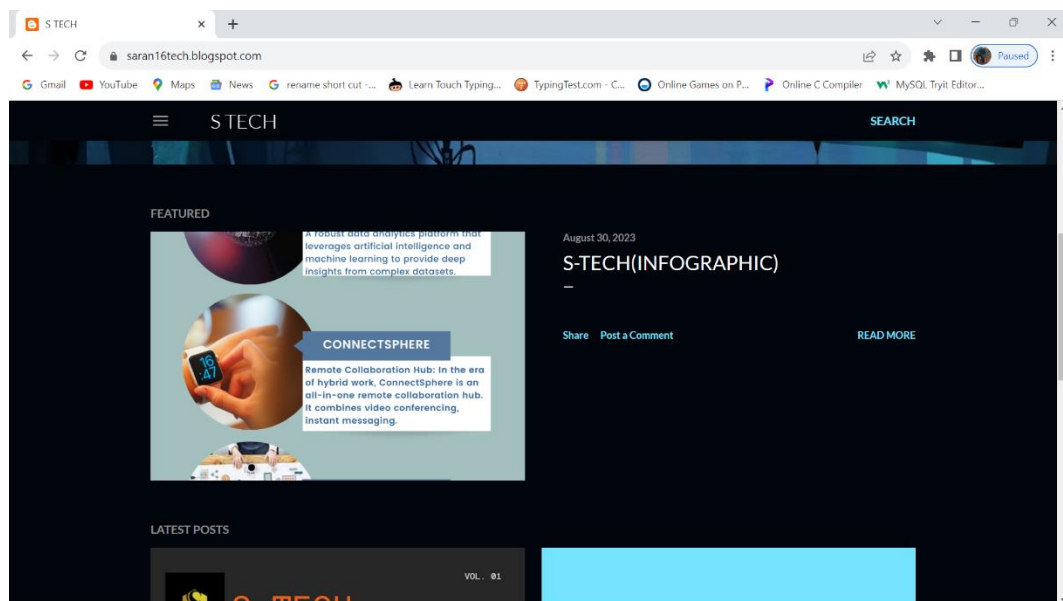 S TECH
saran16tech.blogspot.com
Paused
Gmail YouTube Maps News rename short cut -... Learn Touch Typing... TypingTest.com - C... Online Games on P... Online C Compiler MySQL Tryit Editor...
S TECH SEARCH
FEATURED
A robust data analytics platform that
leverages artificial intelligence and
machine learning to provide deep
insights from complex datasets.
CONNECTSPHERE
16
:47
Remote Collaboration Hub: In the era
of hybrid work, ConnectSphere is an
all-in-one remote collaboration hub.
It combines video conferencing,
instant messaging.
August 30, 2023
S-TECH(INFOGRAPHIC)
Share Post a Comment READ MORE
LATEST POSTS
VOL. 01
S-TECH